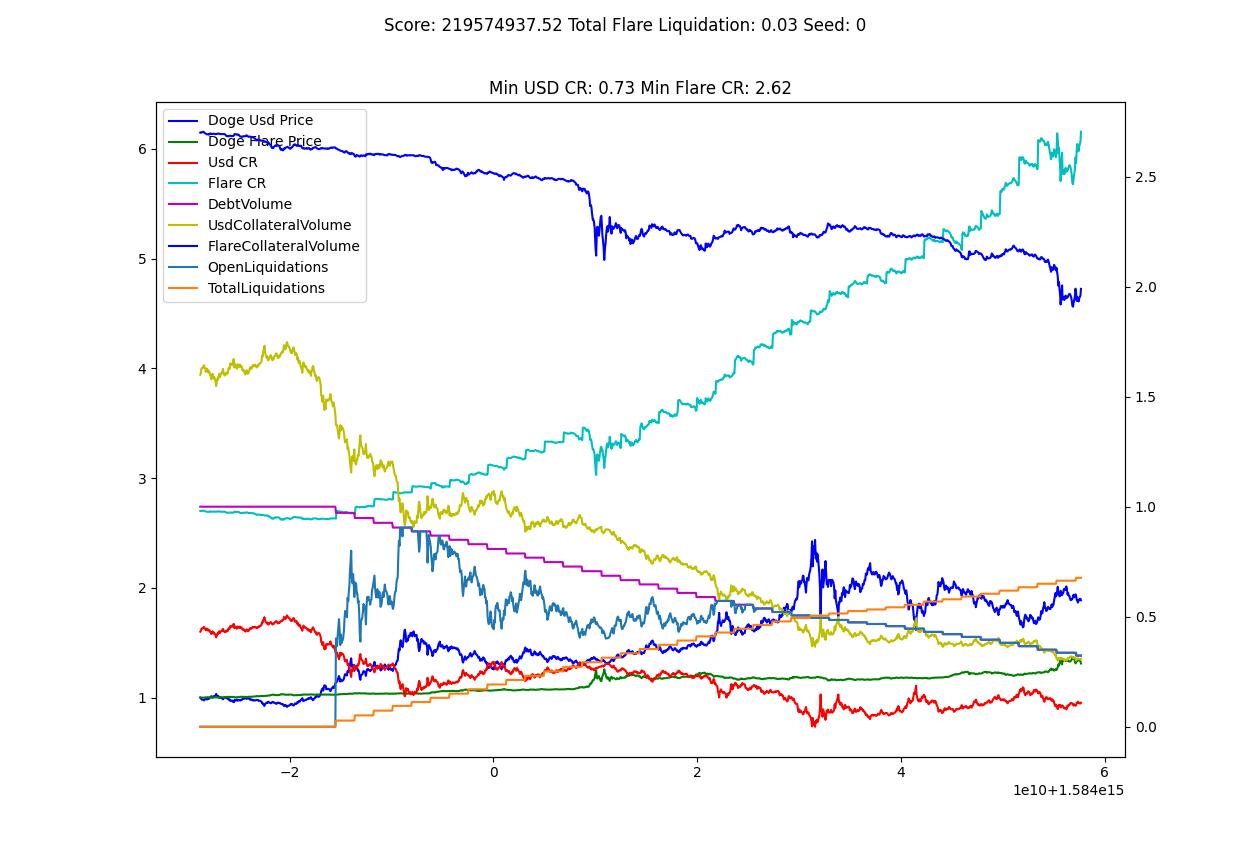 Score: 219574937.52 Total Flare Liquidation: 0.03 Seed: 0
Min USD CR: 0.73 Min Flare CR: 2.62
Doge Usd Price
Doge Flare Price
Usd CR
Flare CR
DebtVolume
UsdCollateralVolume
FlareCollateralVolume
OpenLiquidations
TotalLiquidations
6
5
4
3
2
1
2.5
2.0
1.5
1.0
0.5
0.0
−2
0
2
4
6
1e10+1.584e15